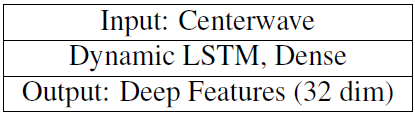 Input: Centerwave
Dynamic LSTM, Dense
Output: Deep Features (32 dim)